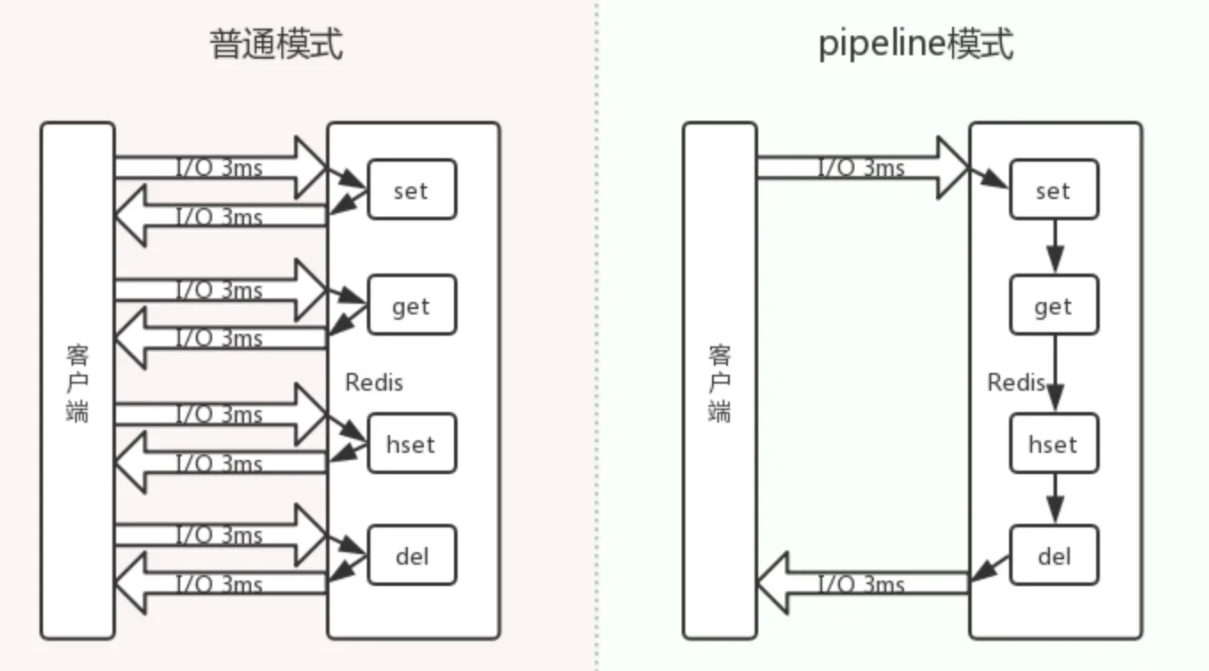 普通模式
I/O 3ms
set
I/O 3ms
I/O 3ms
get
I/O 3ms
客户端
Redis
I/O 3ms
hset
I/O 3ms
I/O 3ms
del
I/O 3ms
pipeline模式
I/O 3ms
set
get
客户端
Redis
hset
del
I/O 3ms